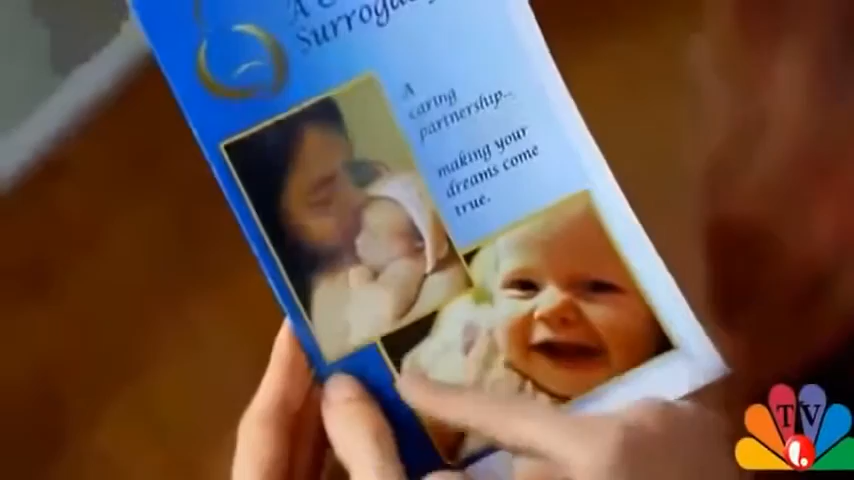 A
Surrogacy
A
caring
partnership...
making your
dreams come
true.
TV